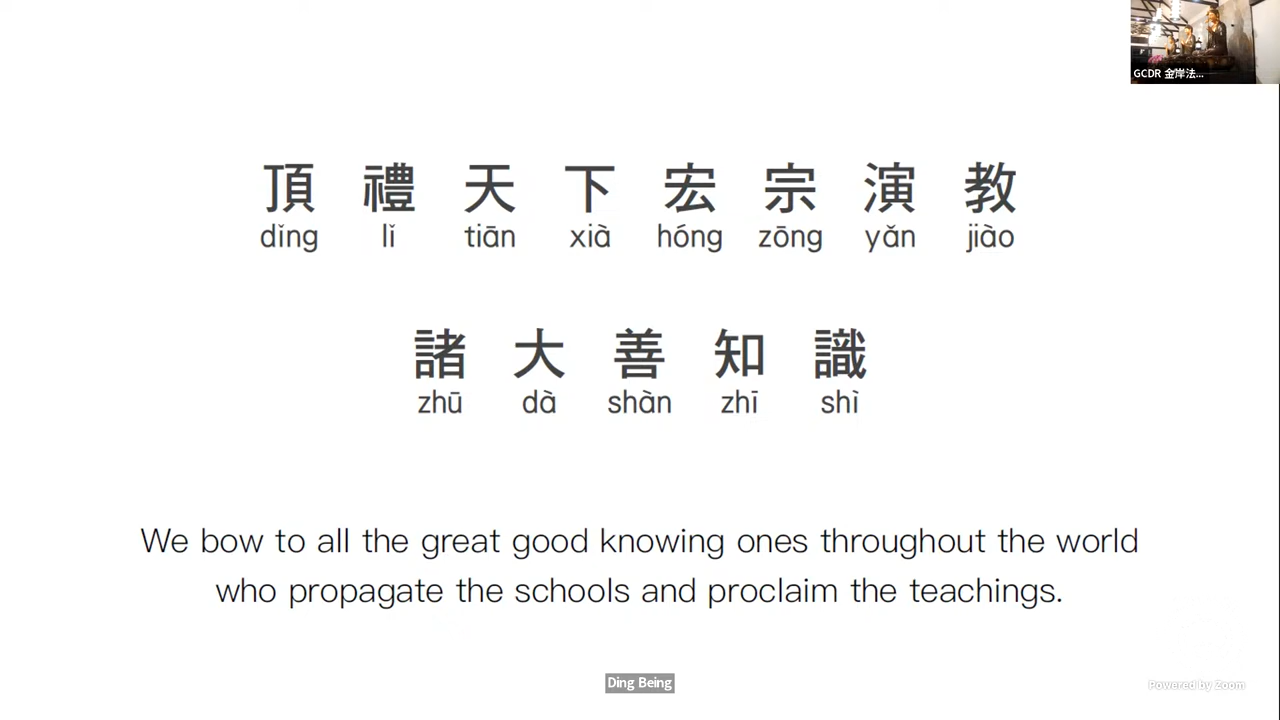 GCDR 金岸法...
頂 禮 天 下 宏 宗 演 教
dǐng lǐ tiān xià hóng zōng yǎn jiào
諸 大 善 知 識
zhū dà shàn zhī shì
We bow to all the great good knowing ones throughout the world
who propagate the schools and proclaim the teachings.
Ding Being
Powered by Zoom